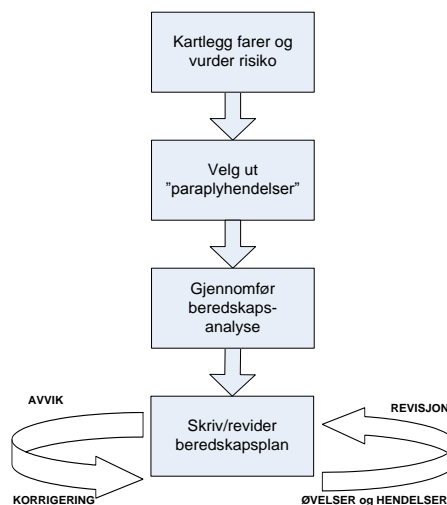 Kartlegg farer og
vurder risiko
Velg ut
"paraplyhendelser"
Gjennomfør
beredskaps-
analyse
AVVIK
Skriv/revider
beredskapsplan
REVISJON
KORRIGERING
ØVELSER og HENDELSER